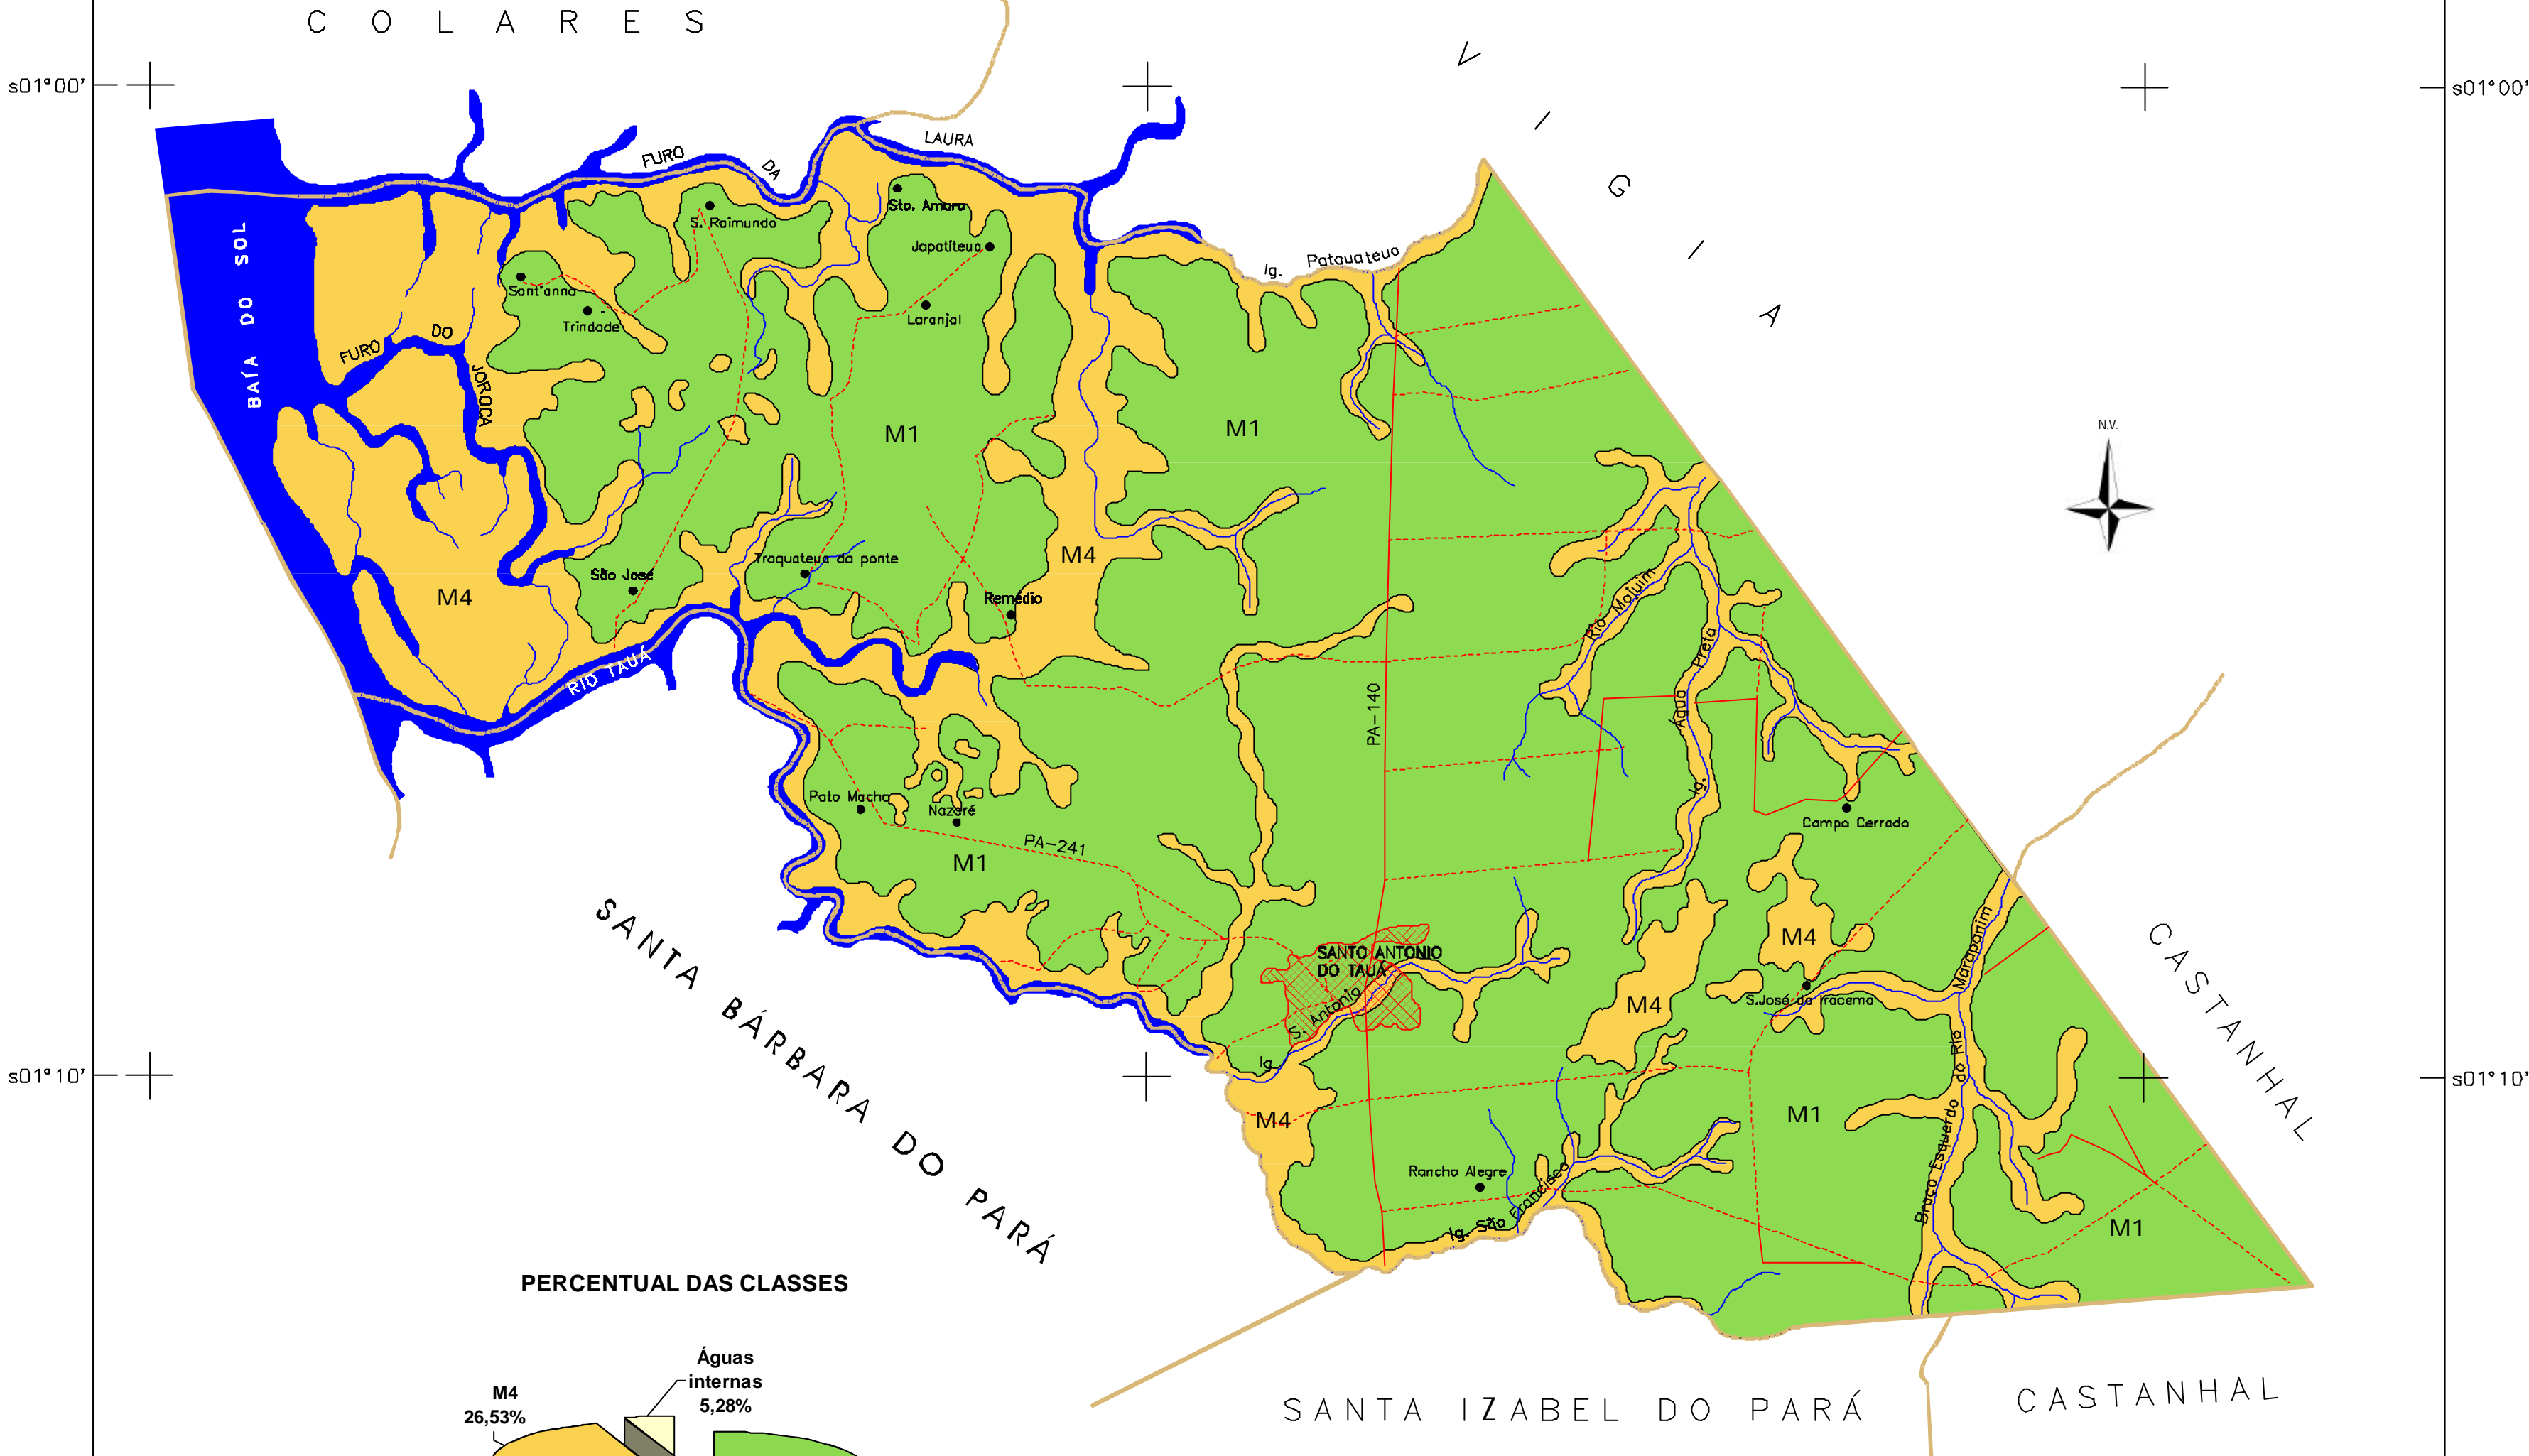 COLARES
VIGIA
s01°00'
s01°00'
FURO DA LAURA
BAÍA DO SOL
S. Raimundo
Sto. Amaro
Japatiteua
Laranjal
Sant'anna
Trindade
Ig. Patauateua
FURO DO JOROCA
M1
M1
N.V.
M4
M4
Traquateua da ponte
São José
Remédio
RIO TAUÁ
Rio Mojuim
Ig. Água Preta
PA-140
Pato Macho
Nazaré
PA-241
M1
Campo Cerrado
SANTA BÁRBARA DO PARÁ
SANTO ANTONIO
DO TAUÁ
Ig. S. Antonio
M4
M4
S.José do Iracema
Marapanim
Braço Esquerdo do Rio
CASTANHAL
s01°10'
s01°10'
M4
M1
Rancho Alegre
Ig. São Francisco
M1
PERCENTUAL DAS CLASSES
Águas
internas
5,28%
M4
26,53%
SANTA IZABEL DO PARÁ
CASTANHAL